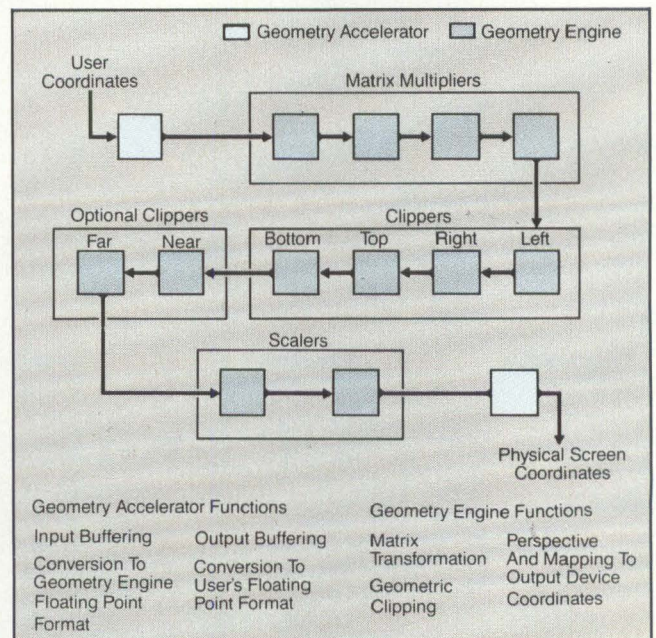 Geometry Accelerator Geometry Engine
User
Coordinates
Matrix Multipliers
Optional Clippers
Clippers
Far Near Bottom Top Right Left
Scalers
Physical Screen
Coordinates
Geometry Accelerator Functions
Input Buffering
Conversion To
Geometry Engine
Floating Point
Format
Output Buffering
Conversion To
User's Floating
Point Format
Geometry Engine Functions
Matrix
Transformation
Geometric
Clipping
Perspective
And Mapping To
Output Device
Coordinates